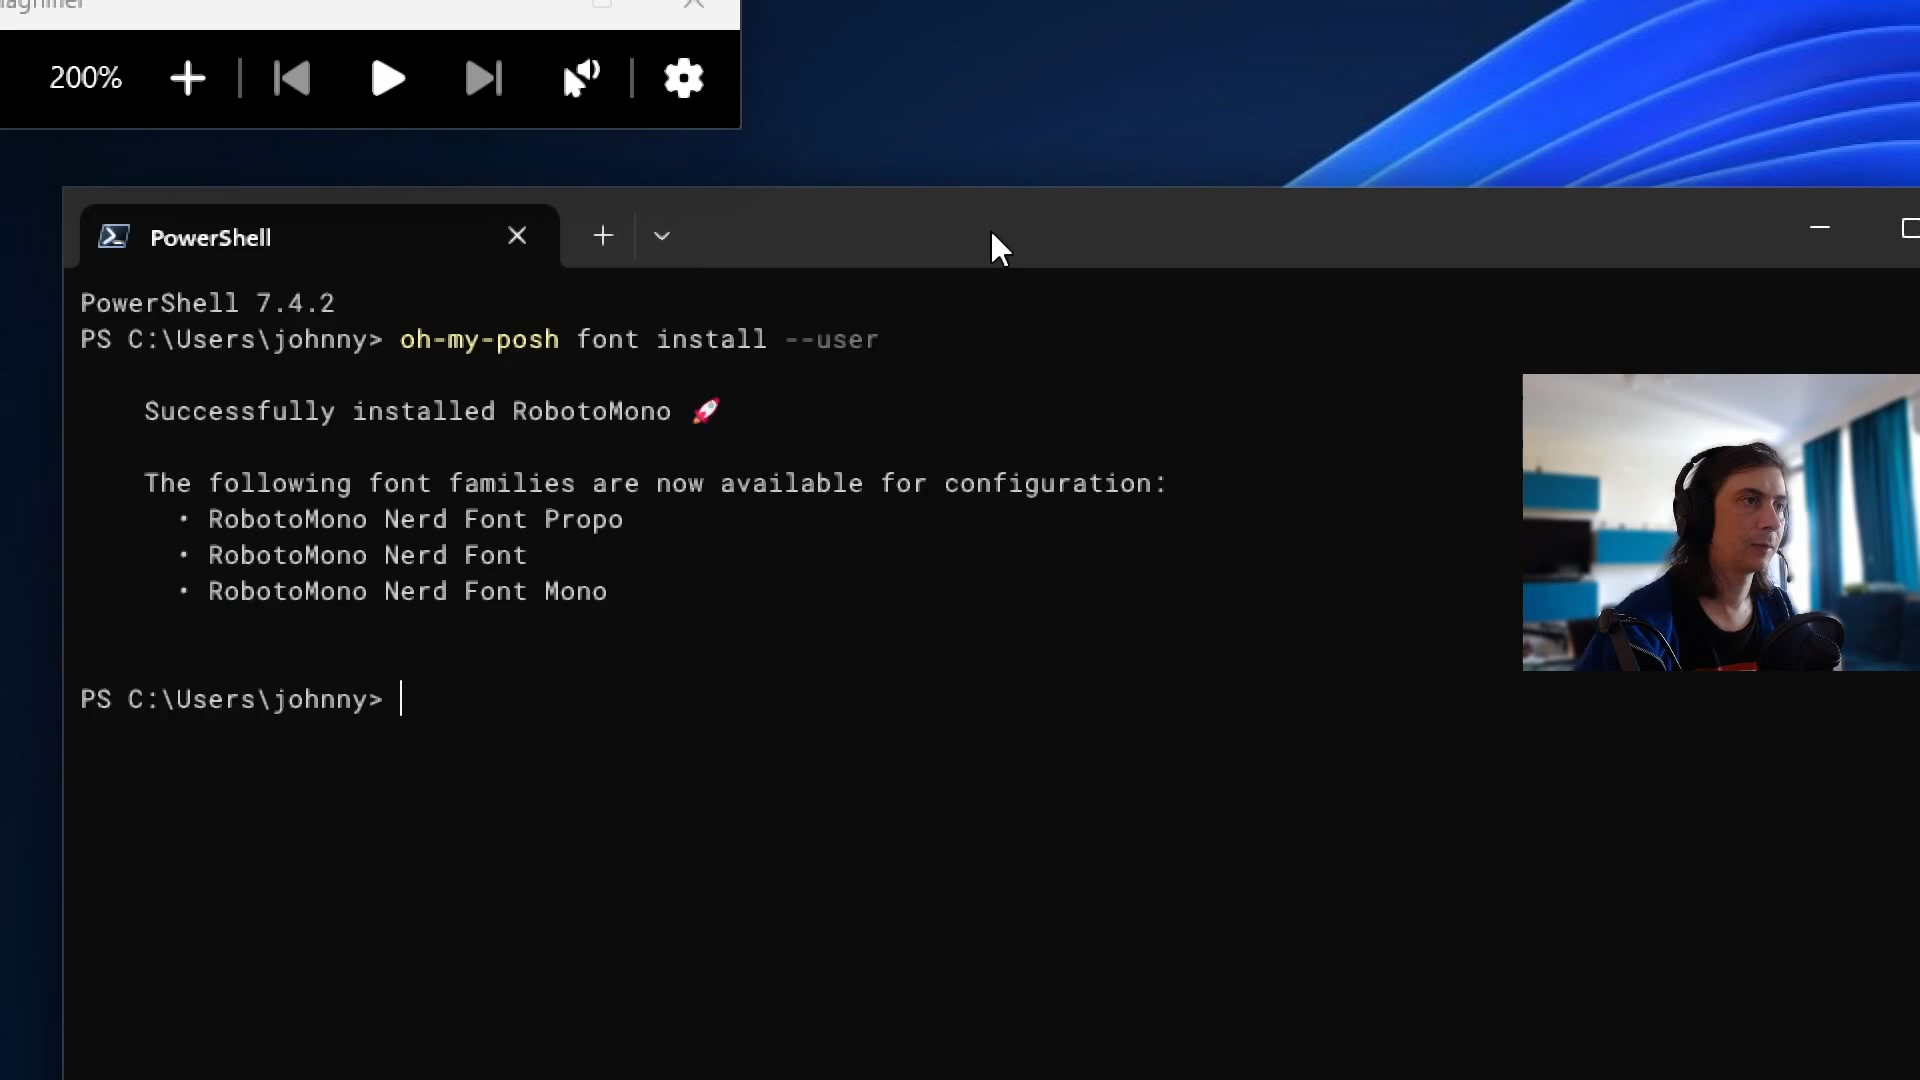 200%
PowerShell
PowerShell 7.4.2
PS C:\Users\johnny> oh-my-posh font install --user
Successfully installed RobotoMono 🚀
The following font families are now available for configuration:
• RobotoMono Nerd Font Propo
• RobotoMono Nerd Font
• RobotoMono Nerd Font Mono
PS C:\Users\johnny>